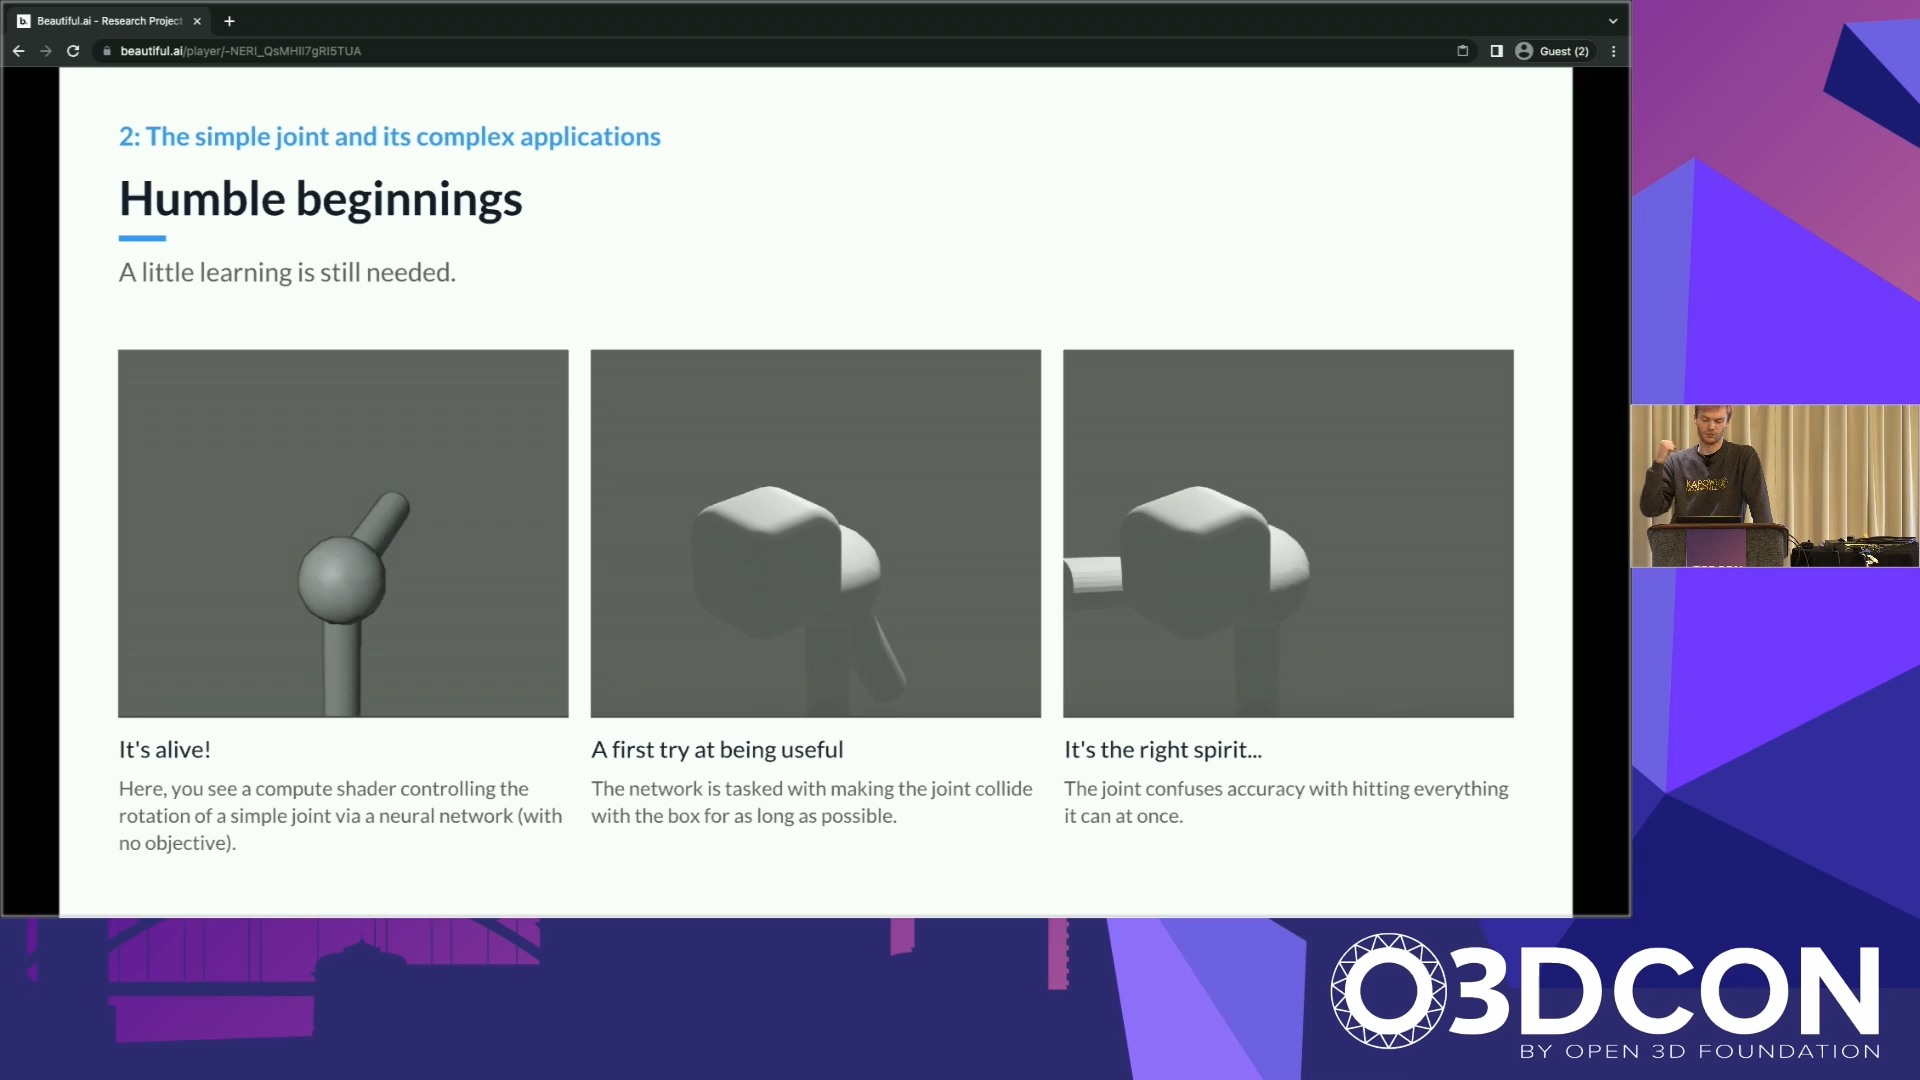 Beautiful.ai - Research Project
beautiful.ai/player/-NERI_QsMHIl7gRI5TUA
Guest (2)
2: The simple joint and its complex applications
Humble beginnings
A little learning is still needed.
It's alive!
Here, you see a compute shader controlling the
rotation of a simple joint via a neural network (with
no objective).
A first try at being useful
The network is tasked with making the joint collide
with the box for as long as possible.
It's the right spirit...
The joint confuses accuracy with hitting everything
it can at once.
O3DCON
BY OPEN 3D FOUNDATION